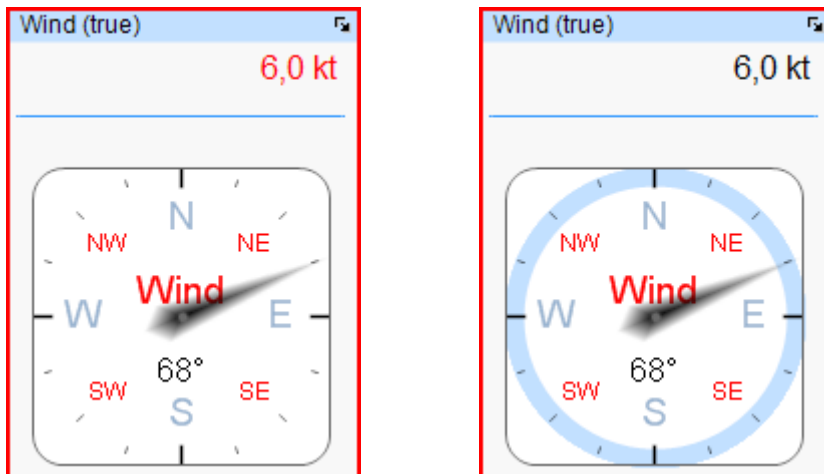 Wind (true)
6,0 kt
N
NW NE
Wind
W E
68°
SW SE
S
Wind (true)
6,0 kt
N
NW NE
Wind
W E
68°
SW SE
S